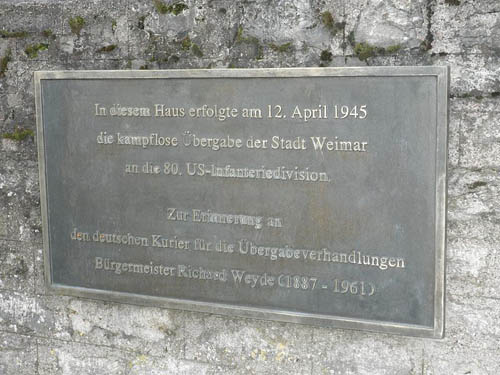 In diesem Haus erfolgte am 12. April 1945
die kampflose Übergabe der Stadt Weimar
an die 80. US-Infanteriedivision.
Zur Erinnerung an
den deutschen Kurier für die Übergabeverhandlungen
Bürgermeister Richard Weyde (1887 - 1961)